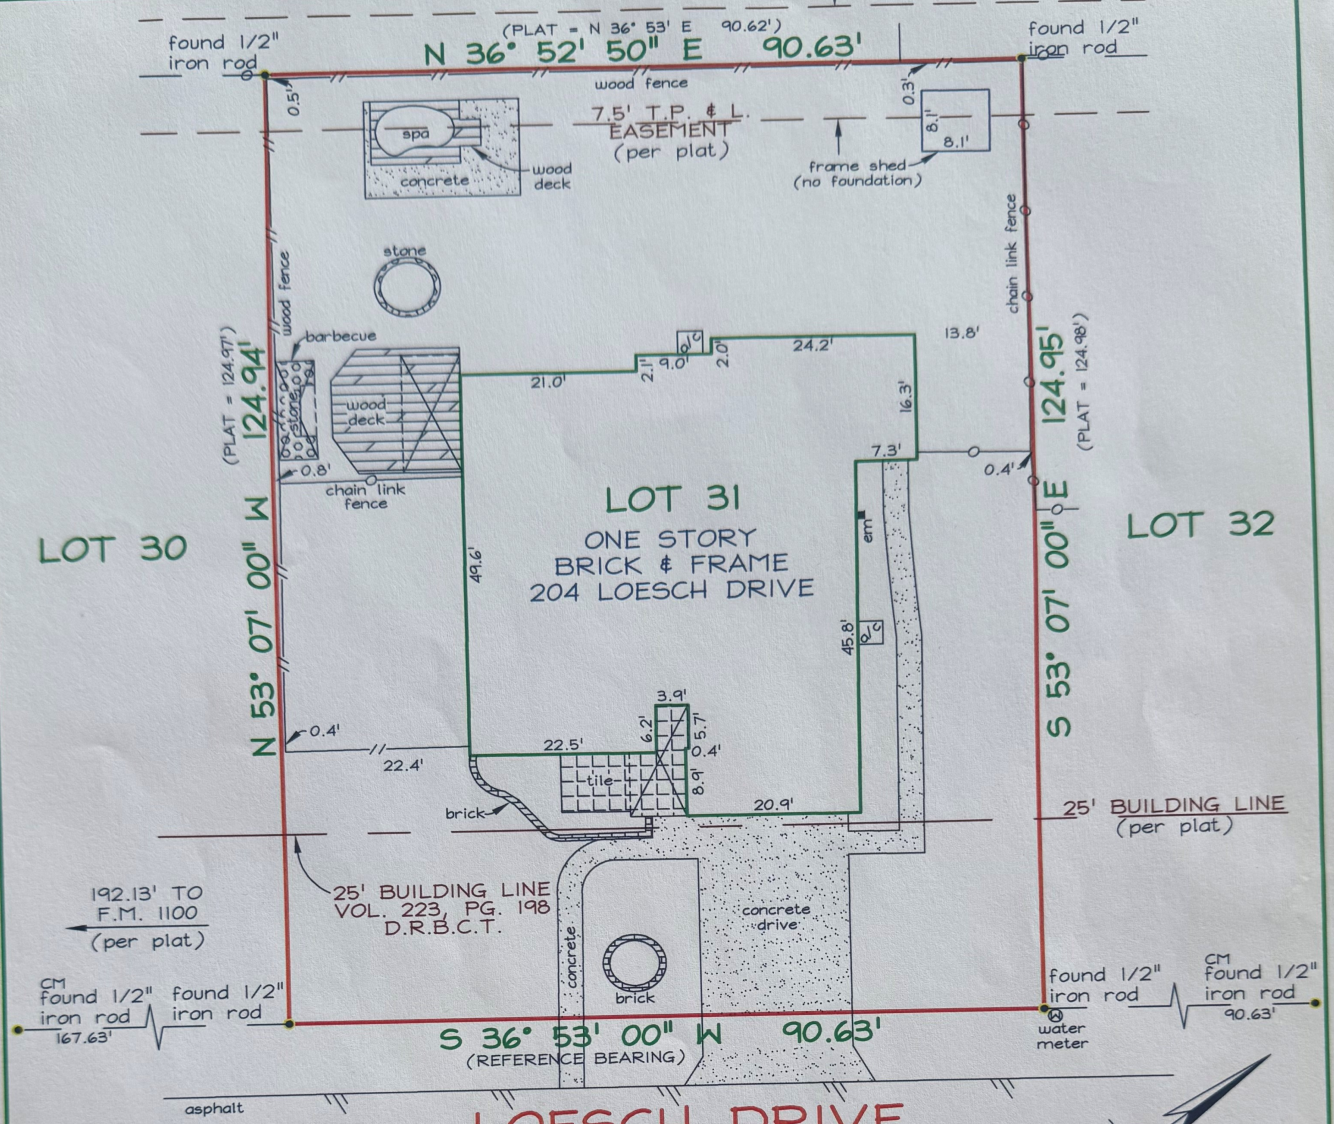 (PLAT = N 36° 53' E 90.62')
N 36° 52' 50" E 90.63'
found 1/2"
iron rod
found 1/2"
iron rod
wood fence
0.5'
0.3'
7.5' T.P. & L.
EASEMENT
(per plat)
spa
concrete
wood
deck
8.1'
8.1'
frame shed
(no foundation)
stone
wood fence
chain link fence
barbecue
stone
wood
deck
(PLAT = 124.97')
N 53° 07' 00" W 124.94'
0.8'
chain link
fence
21.0'
2.1'
9.0'
a/c
2.0'
24.2'
13.8'
16.3'
7.3'
0.4'
S 53° 07' 00" E 124.95'
(PLAT = 124.98')
LOT 30
LOT 31
LOT 32
ONE STORY
BRICK & FRAME
204 LOESCH DRIVE
em
49.6'
45.8'
a/c
3.9'
6.2'
5.7'
0.4'
8.9'
0.4'
22.4'
22.5'
tile
20.9'
brick
25' BUILDING LINE
(per plat)
25' BUILDING LINE
VOL. 223, PG. 198
D.R.B.C.T.
192.13' TO
F.M. 1100
(per plat)
concrete
drive
concrete
brick
CM
found 1/2"
iron rod
167.63'
found 1/2"
iron rod
found 1/2"
iron rod
CM
found 1/2"
iron rod
90.63'
W
water
meter
S 36° 53' 00" W 90.63'
(REFERENCE BEARING)
asphalt
LOESCH DRIVE